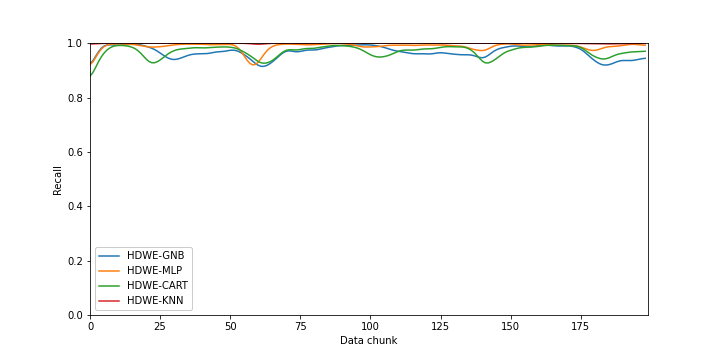 1.0
0.8
0.6
0.4
0.2
0.0
Recall
HDWE-GNB
HDWE-MLP
HDWE-CART
HDWE-KNN
0 25 50 75 100 125 150 175
Data chunk